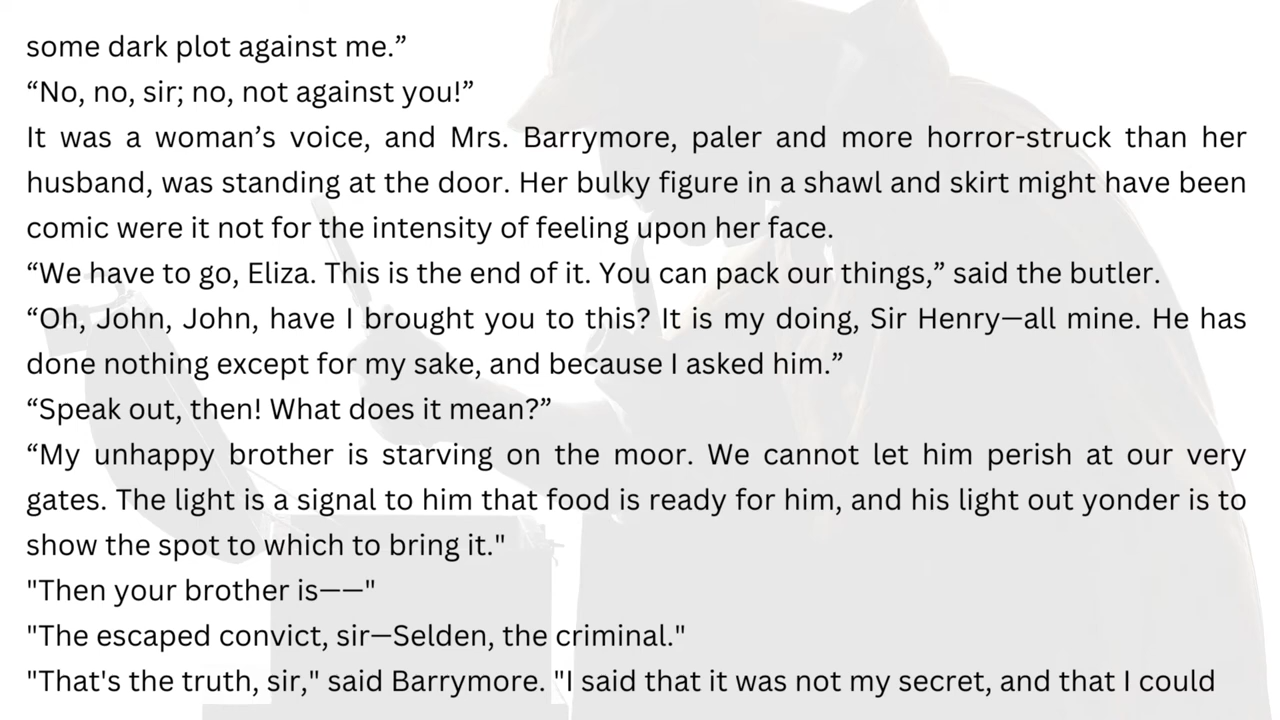 some dark plot against me.”
“No, no, sir; no, not against you!”
It was a woman’s voice, and Mrs. Barrymore, paler and more horror-struck than her
husband, was standing at the door. Her bulky figure in a shawl and skirt might have been
comic were it not for the intensity of feeling upon her face.
“We have to go, Eliza. This is the end of it. You can pack our things,” said the butler.
“Oh, John, John, have I brought you to this? It is my doing, Sir Henry—all mine. He has
done nothing except for my sake, and because I asked him.”
“Speak out, then! What does it mean?”
“My unhappy brother is starving on the moor. We cannot let him perish at our very
gates. The light is a signal to him that food is ready for him, and his light out yonder is to
show the spot to which to bring it."
"Then your brother is——"
"The escaped convict, sir—Selden, the criminal."
"That's the truth, sir," said Barrymore. "I said that it was not my secret, and that I could